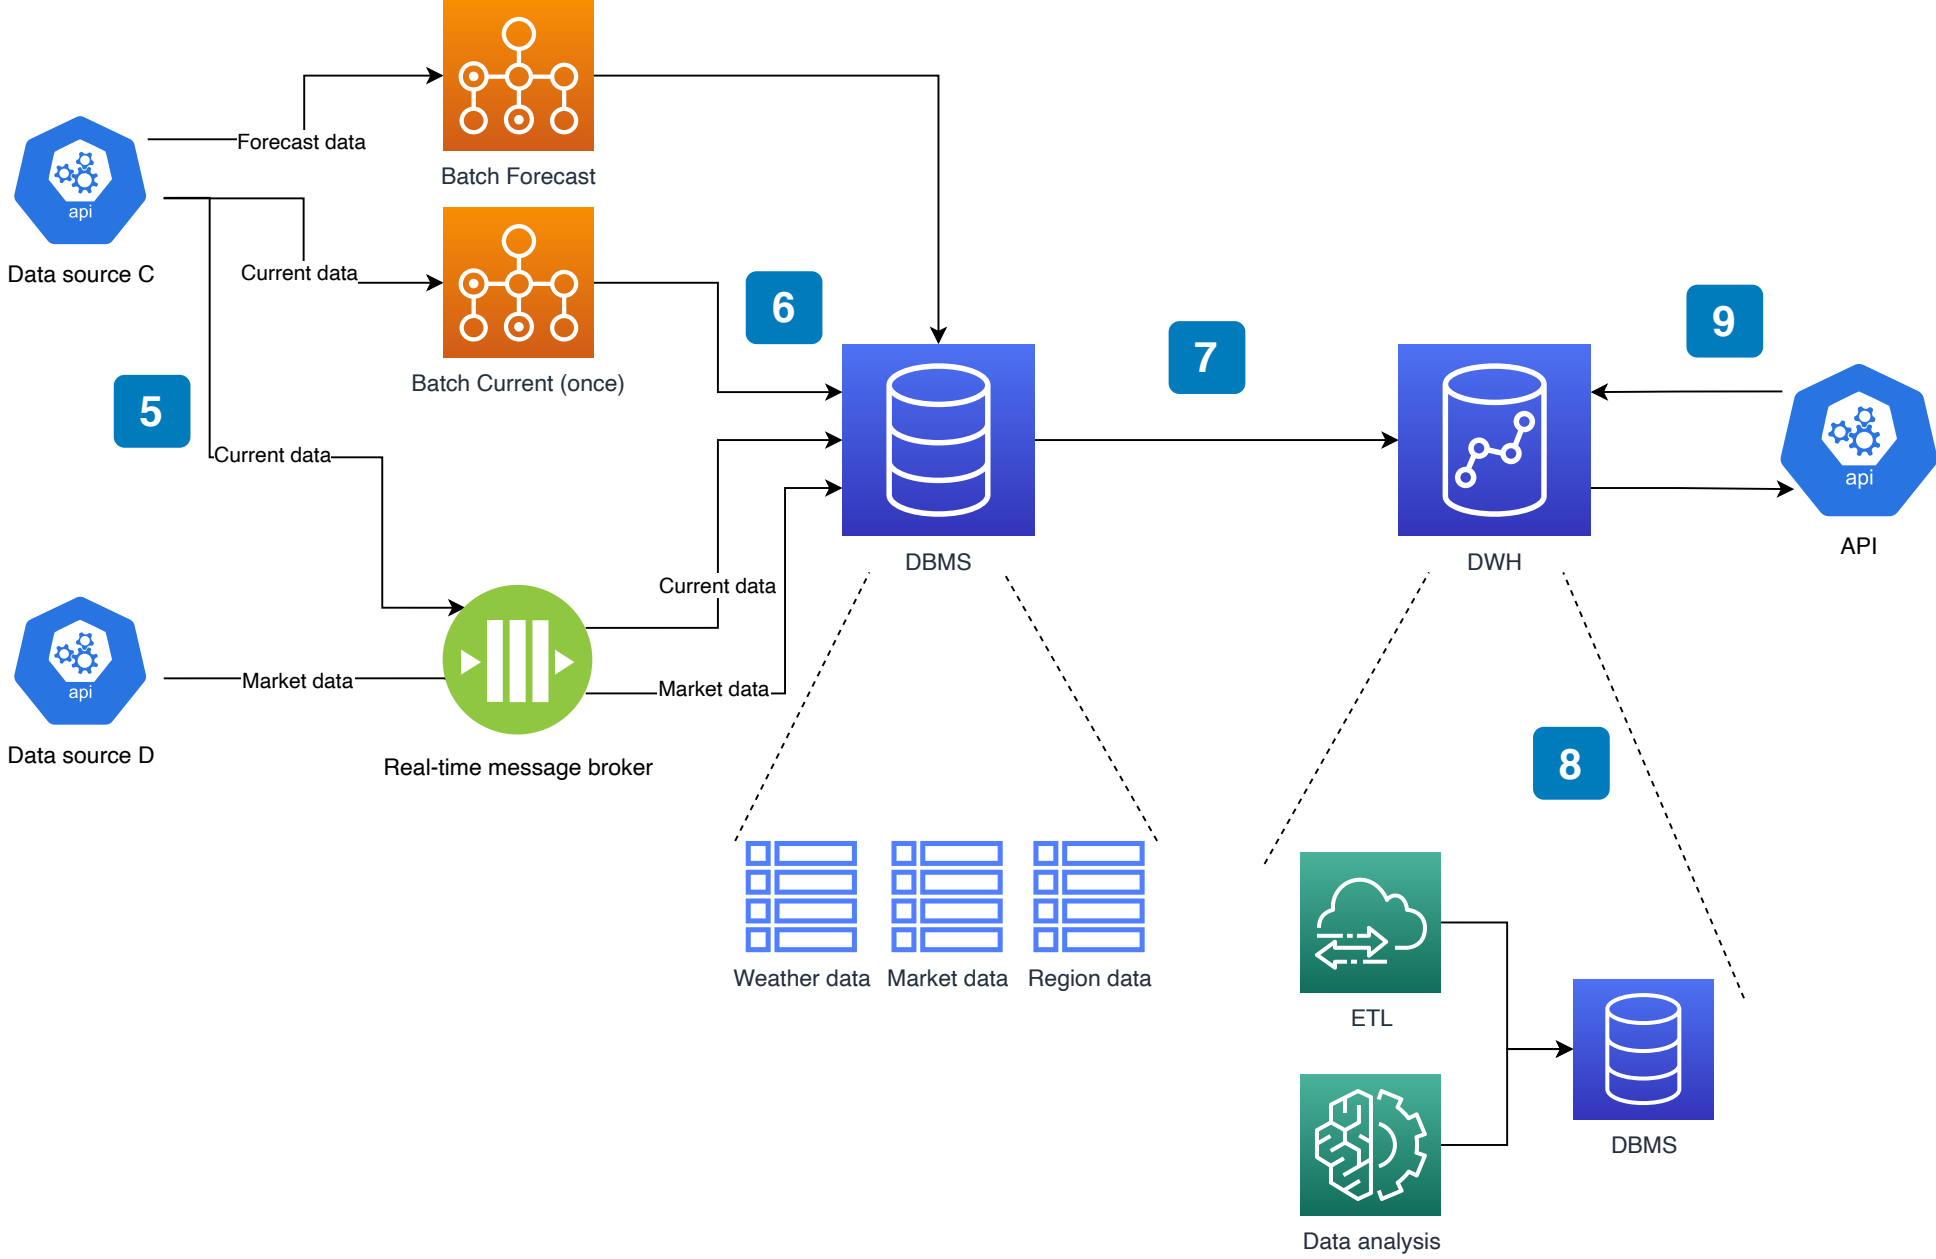 Forecast data
Batch Forecast
api
Data source C
Current data
Batch Current (once)
6
9
7
5
Current data
api
DBMS
DWH
API
Current data
api
Market data
Market data
Data source D
Real-time message broker
8
Weather data
Market data
Region data
ETL
DBMS
Data analysis